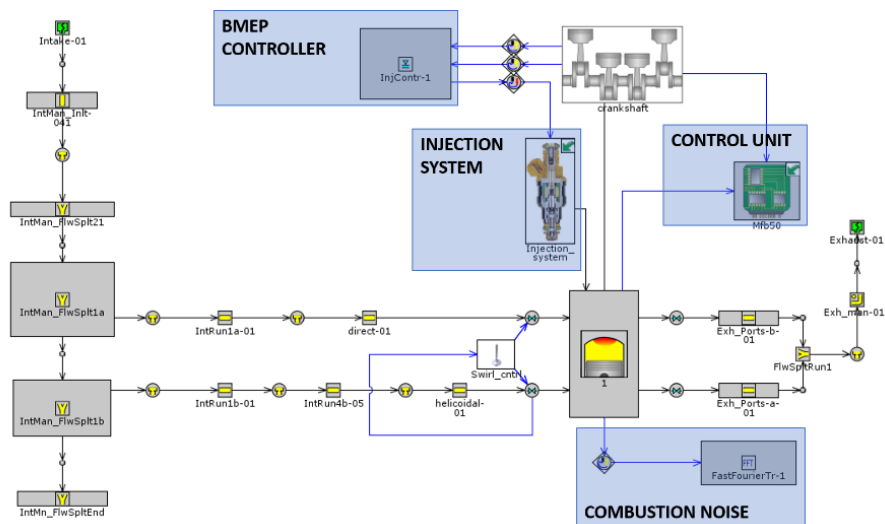 Intake-01
BMEP
CONTROLLER
InjContr-1
crankshaft
IntMan_Inlt-
041
INJECTION
SYSTEM
CONTROL UNIT
IntMan_FlwSplt21
Injection_
system
Mfb50
Exhaust-01
IntMan_FlwSplt1a
IntRun1a-01
direct-01
Exh_Ports-b-
01
Exh_man-01
Swirl_cntrl
FlwSpltRun1
1
IntMan_FlwSplt1b
IntRun1b-01
IntRun4b-05
helicoidal-
01
Exh_Ports-a-
01
FFT
FastFourierTr-1
IntMn_FlwSpltEnd
COMBUSTION NOISE